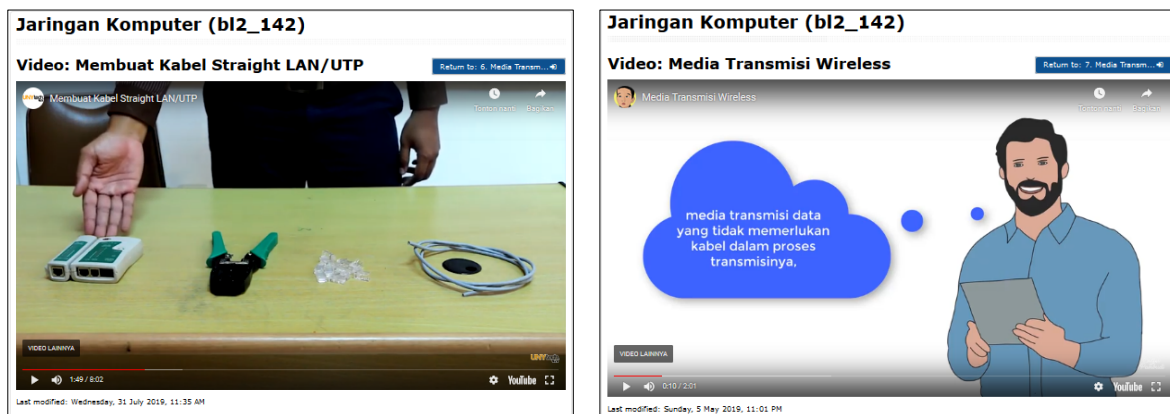 Jaringan Komputer (bl2_142)
Video: Membuat Kabel Straight LAN/UTP
Return to: 6. Media Transm...
Membuat Kabel Straight LAN/UTP
Tonton nanti
Bagikan
VIDEO LAINNYA
1:49 / 8:02
YouTube
Last modified: Wednesday, 31 July 2019, 11:35 AM
Jaringan Komputer (bl2_142)
Video: Media Transmisi Wireless
Return to: 7. Media Transm...
Media Transmisi Wireless
Tonton nanti
Bagikan
media transmisi data
yang tidak memerlukan
kabel dalam proses
transmisinya,
VIDEO LAINNYA
0:10 / 2:01
YouTube
Last modified: Sunday, 5 May 2019, 11:01 PM